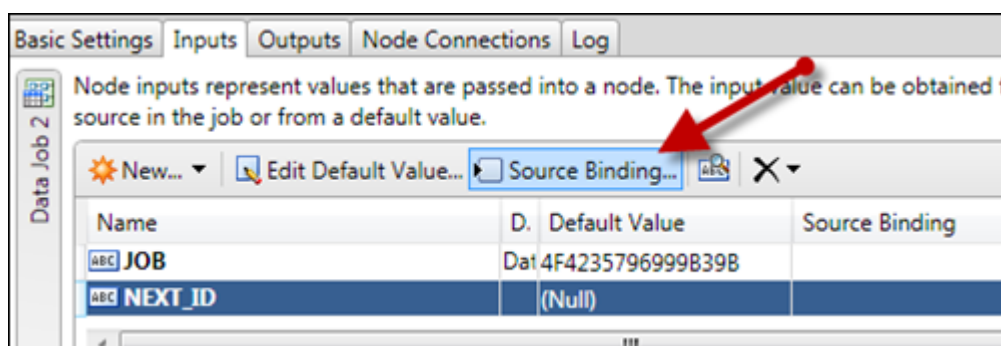 Basic Settings Inputs Outputs Node Connections Log
Data Job 2
Node inputs represent values that are passed into a node. The input value can be obtained
source in the job or from a default value.
New... Edit Default Value... Source Binding...
Name D. Default Value Source Binding
ABC JOB Dat 4F4235796999B39B
ABC NEXT_ID (Null)